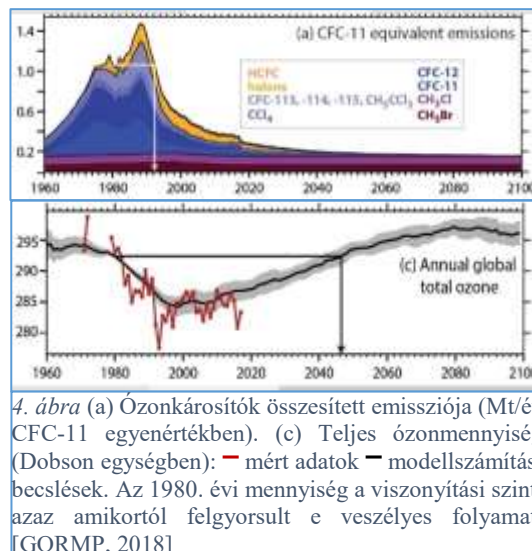 1.4
1.0
0.6
0.2
(a) CFC-11 equivalent emissions
HCFC
halons
CFC-113, -114, -115, CH₃CCl₃
CCl₄
CFC-12
CFC-11
CH₃Cl
CH₃Br
1960 1980 2000 2020 2040 2060 2080 2100
295
290
285
280
(c) Annual global
total ozone
1960 1980 2000 2020 2040 2060 2080 2100
4. ábra (a) Ózonkárosítók összesített emissziója (Mt/é
CFC-11 egyenértékben). (c) Teljes ózonmennyisé
(Dobson egységben): – mért adatok – modellszámítás
becslések. Az 1980. évi mennyiség a viszonyítási szint
azaz amikortól felgyorsult e veszélyes folyamat
[GORMP, 2018]